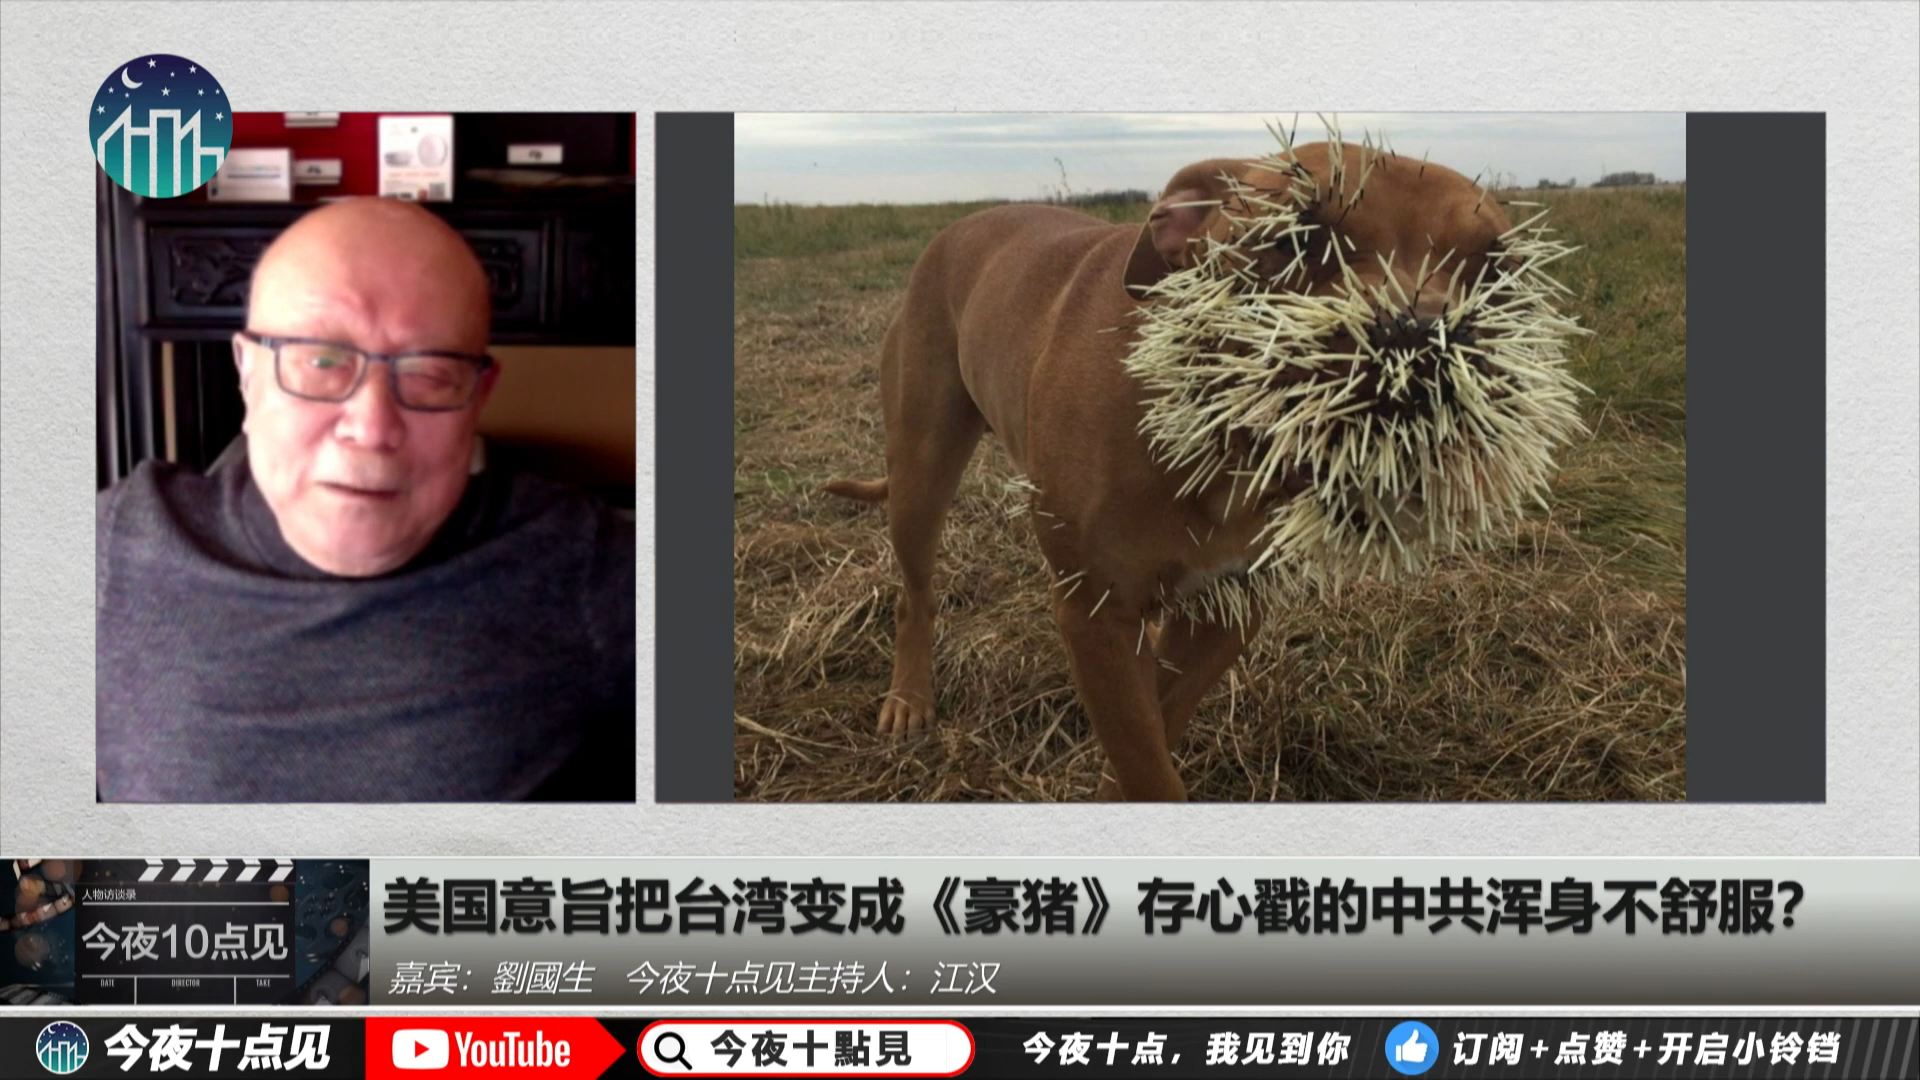 人物访谈录
今夜10点见
DATE DIRECTOR TAKE
美国意旨把台湾变成《豪猪》存心戳的中共浑身不舒服?
嘉宾：劉國生 今夜十点见主持人：江汉
今夜十点见 YouTube 今夜十點見 今夜十点，我见到你 订阅+点赞+开启小铃铛